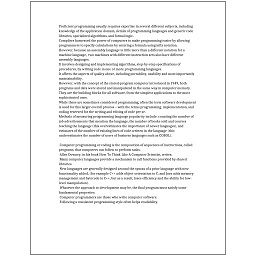 Proficient programming usually requires expertise in several different subjects, including
knowledge of the application domain, details of programming languages and generic code
libraries, specialized algorithms, and formal logic.
Compilers harnessed the power of computers to make programming easier by allowing
programmers to specify calculations by entering a formula using infix notation.
However, because an assembly language is little more than a different notation for a
machine language, two machines with different instruction sets also have different
assembly languages.
It involves designing and implementing algorithms, step-by-step specifications of
procedures, by writing code in one or more programming languages.
It affects the aspects of quality above, including portability, usability and most importantly
maintainability.
However, with the concept of the stored-program computer introduced in 1949, both
programs and data were stored and manipulated in the same way in computer memory.
They are the building blocks for all software, from the simplest applications to the most
sophisticated ones.
While these are sometimes considered programming, often the term software development
is used for this larger overall process – with the terms programming, implementation, and
coding reserved for the writing and editing of code per se.
Methods of measuring programming language popularity include: counting the number of
job advertisements that mention the language, the number of books sold and courses
teaching the language (this overestimates the importance of newer languages), and
estimates of the number of existing lines of code written in the language (this
underestimates the number of users of business languages such as COBOL).
Computer programming or coding is the composition of sequences of instructions, called
programs, that computers can follow to perform tasks.
Allen Downey, in his book How To Think Like A Computer Scientist, writes:
Many computer languages provide a mechanism to call functions provided by shared
libraries.
New languages are generally designed around the syntax of a prior language with new
functionality added, (for example C++ adds object-orientation to C, and Java adds memory
management and bytecode to C++, but as a result, loses efficiency and the ability for low-
level manipulation).
Whatever the approach to development may be, the final program must satisfy some
fundamental properties.
Computer programmers are those who write computer software.
Following a consistent programming style often helps readability.